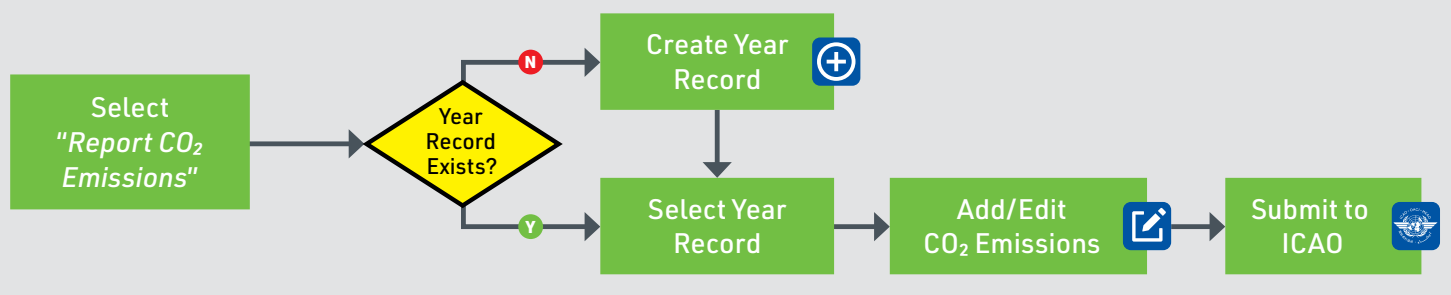 Select
"Report CO₂
Emissions"
Year
Record
Exists?
N
Create Year
Record
Y
Select Year
Record
Add/Edit
CO₂ Emissions
Submit to
ICAO